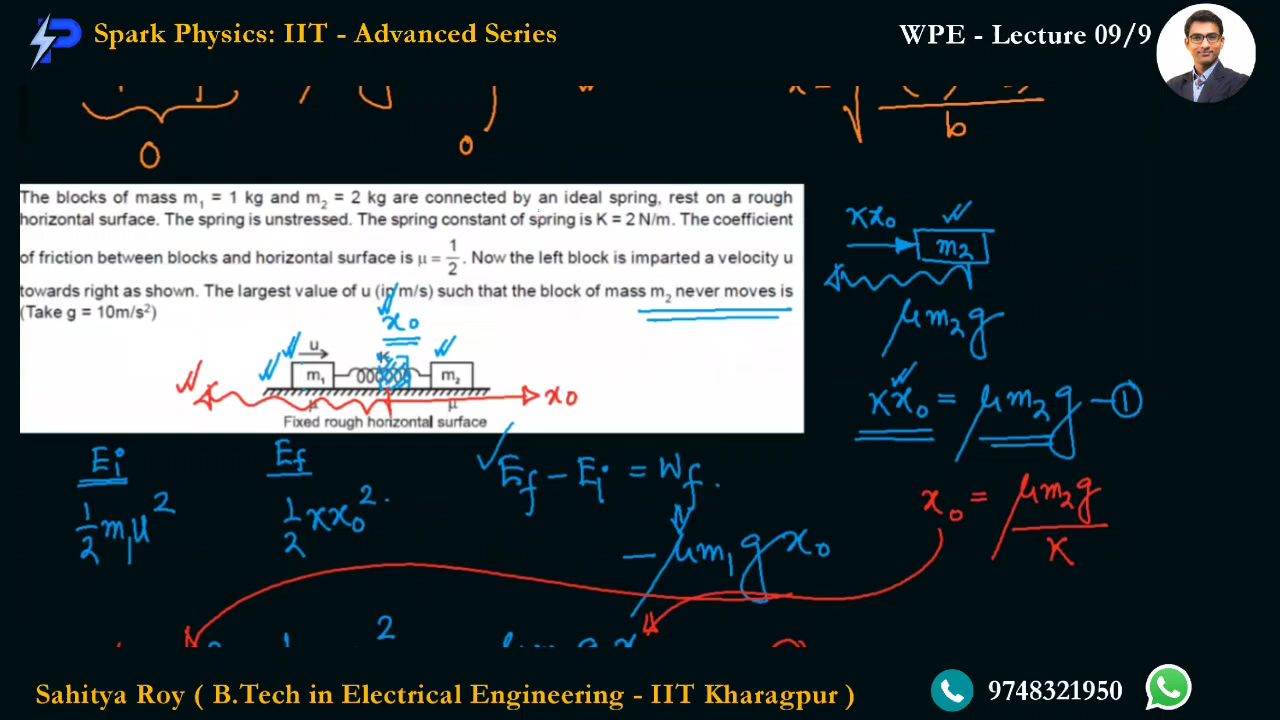 Spark Physics: IIT - Advanced Series
WPE - Lecture 09/9
0
0
b
The blocks of mass m₁ = 1 kg and m₂ = 2 kg are connected by an ideal spring, rest on a rough
horizontal surface. The spring is unstressed. The spring constant of spring is K = 2 N/m. The coefficient
of friction between blocks and horizontal surface is μ = 1/2. Now the left block is imparted a velocity u
towards right as shown. The largest value of u (in m/s) such that the block of mass m₂ never moves is
(Take g = 10m/s²)
x₀
u
m₁
m₂
x₀
μ μ
Fixed rough horizontal surface
Kx₀
m₂
μm₂g
Kx₀ = μm₂g —①
x₀ = μm₂g / K
Ei
Ef
½ m₁u²
½ Kx₀²
Ef - Ei = Wf.
- μm₁g x₀
2
Sahitya Roy ( B.Tech in Electrical Engineering - IIT Kharagpur )
9748321950